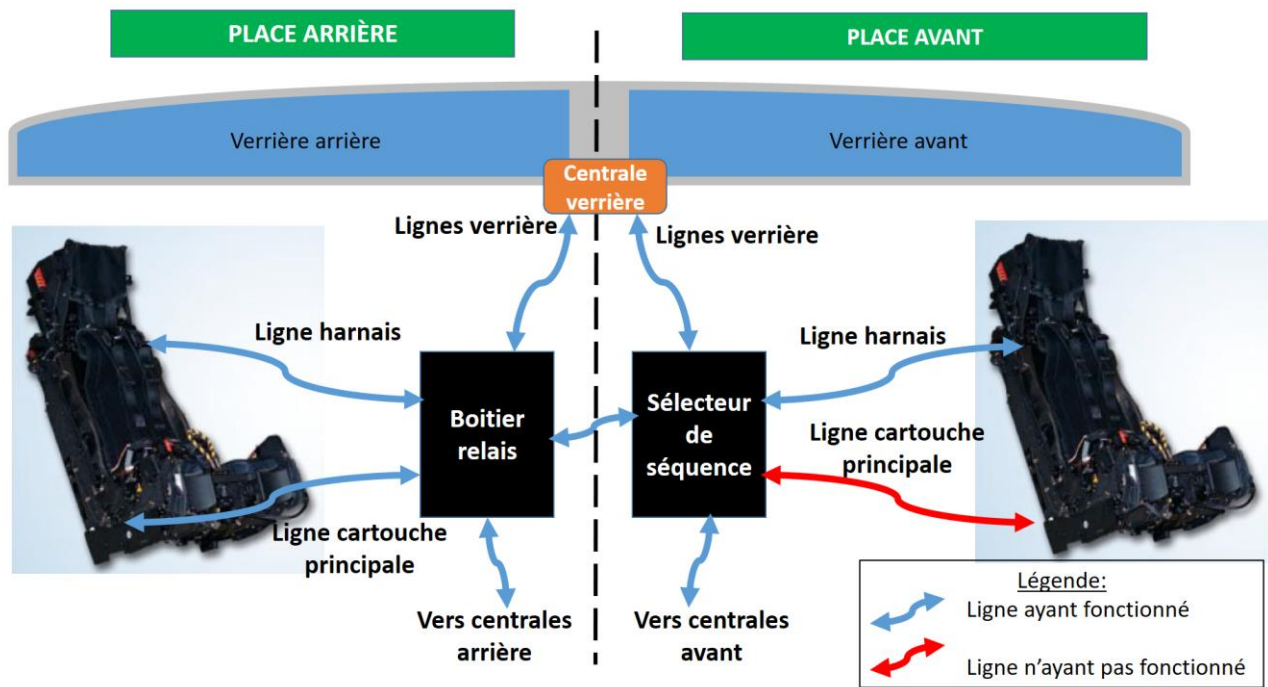 PLACE ARRIÈRE
PLACE AVANT
Verrière arrière
Verrière avant
Centrale
verrière
Lignes verrière
Lignes verrière
Ligne harnais
Ligne harnais
Boitier
relais
Sélecteur
de
séquence
Ligne cartouche
principale
Ligne cartouche
principale
Vers centrales
arrière
Vers centrales
avant
Légende:
Ligne ayant fonctionné
Ligne n'ayant pas fonctionné